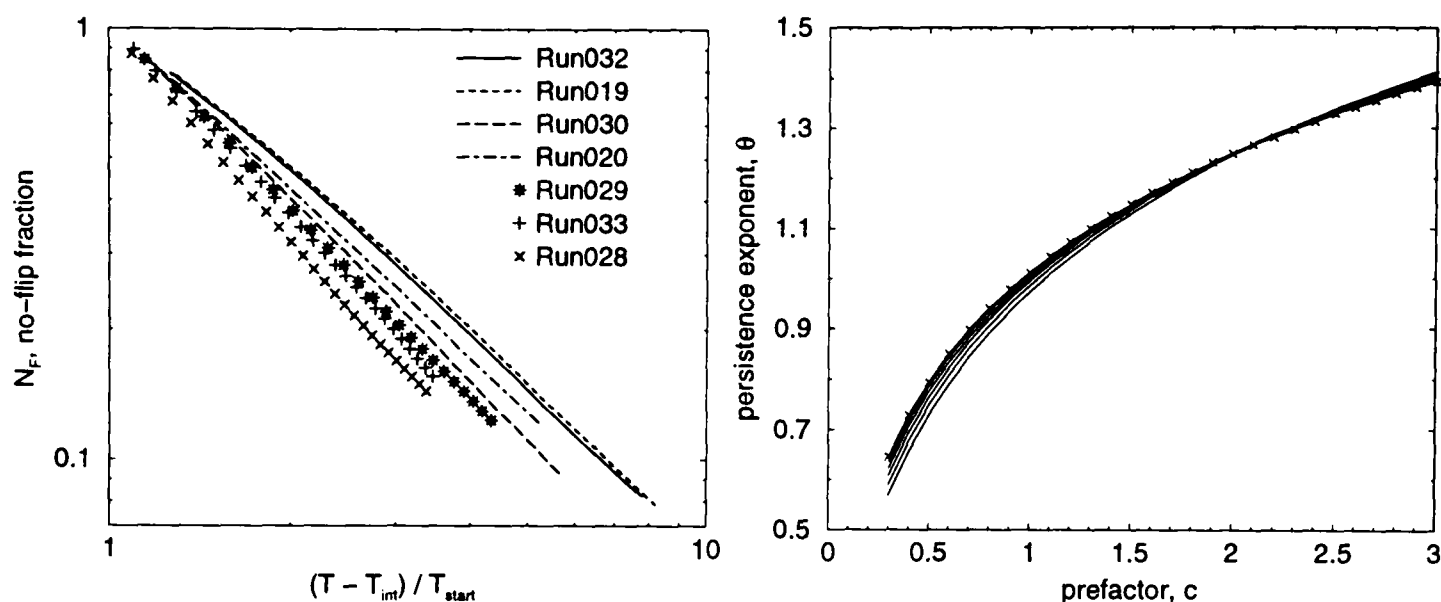 1
0.1
N_F, no–flip fraction
Run032
Run019
Run030
Run020
Run029
Run033
Run028
1
10
(T – T_int) / T_start
1.5
1.3
1.1
0.9
0.7
0.5
persistence exponent, θ
0
0.5
1
1.5
2
2.5
3
prefactor, c